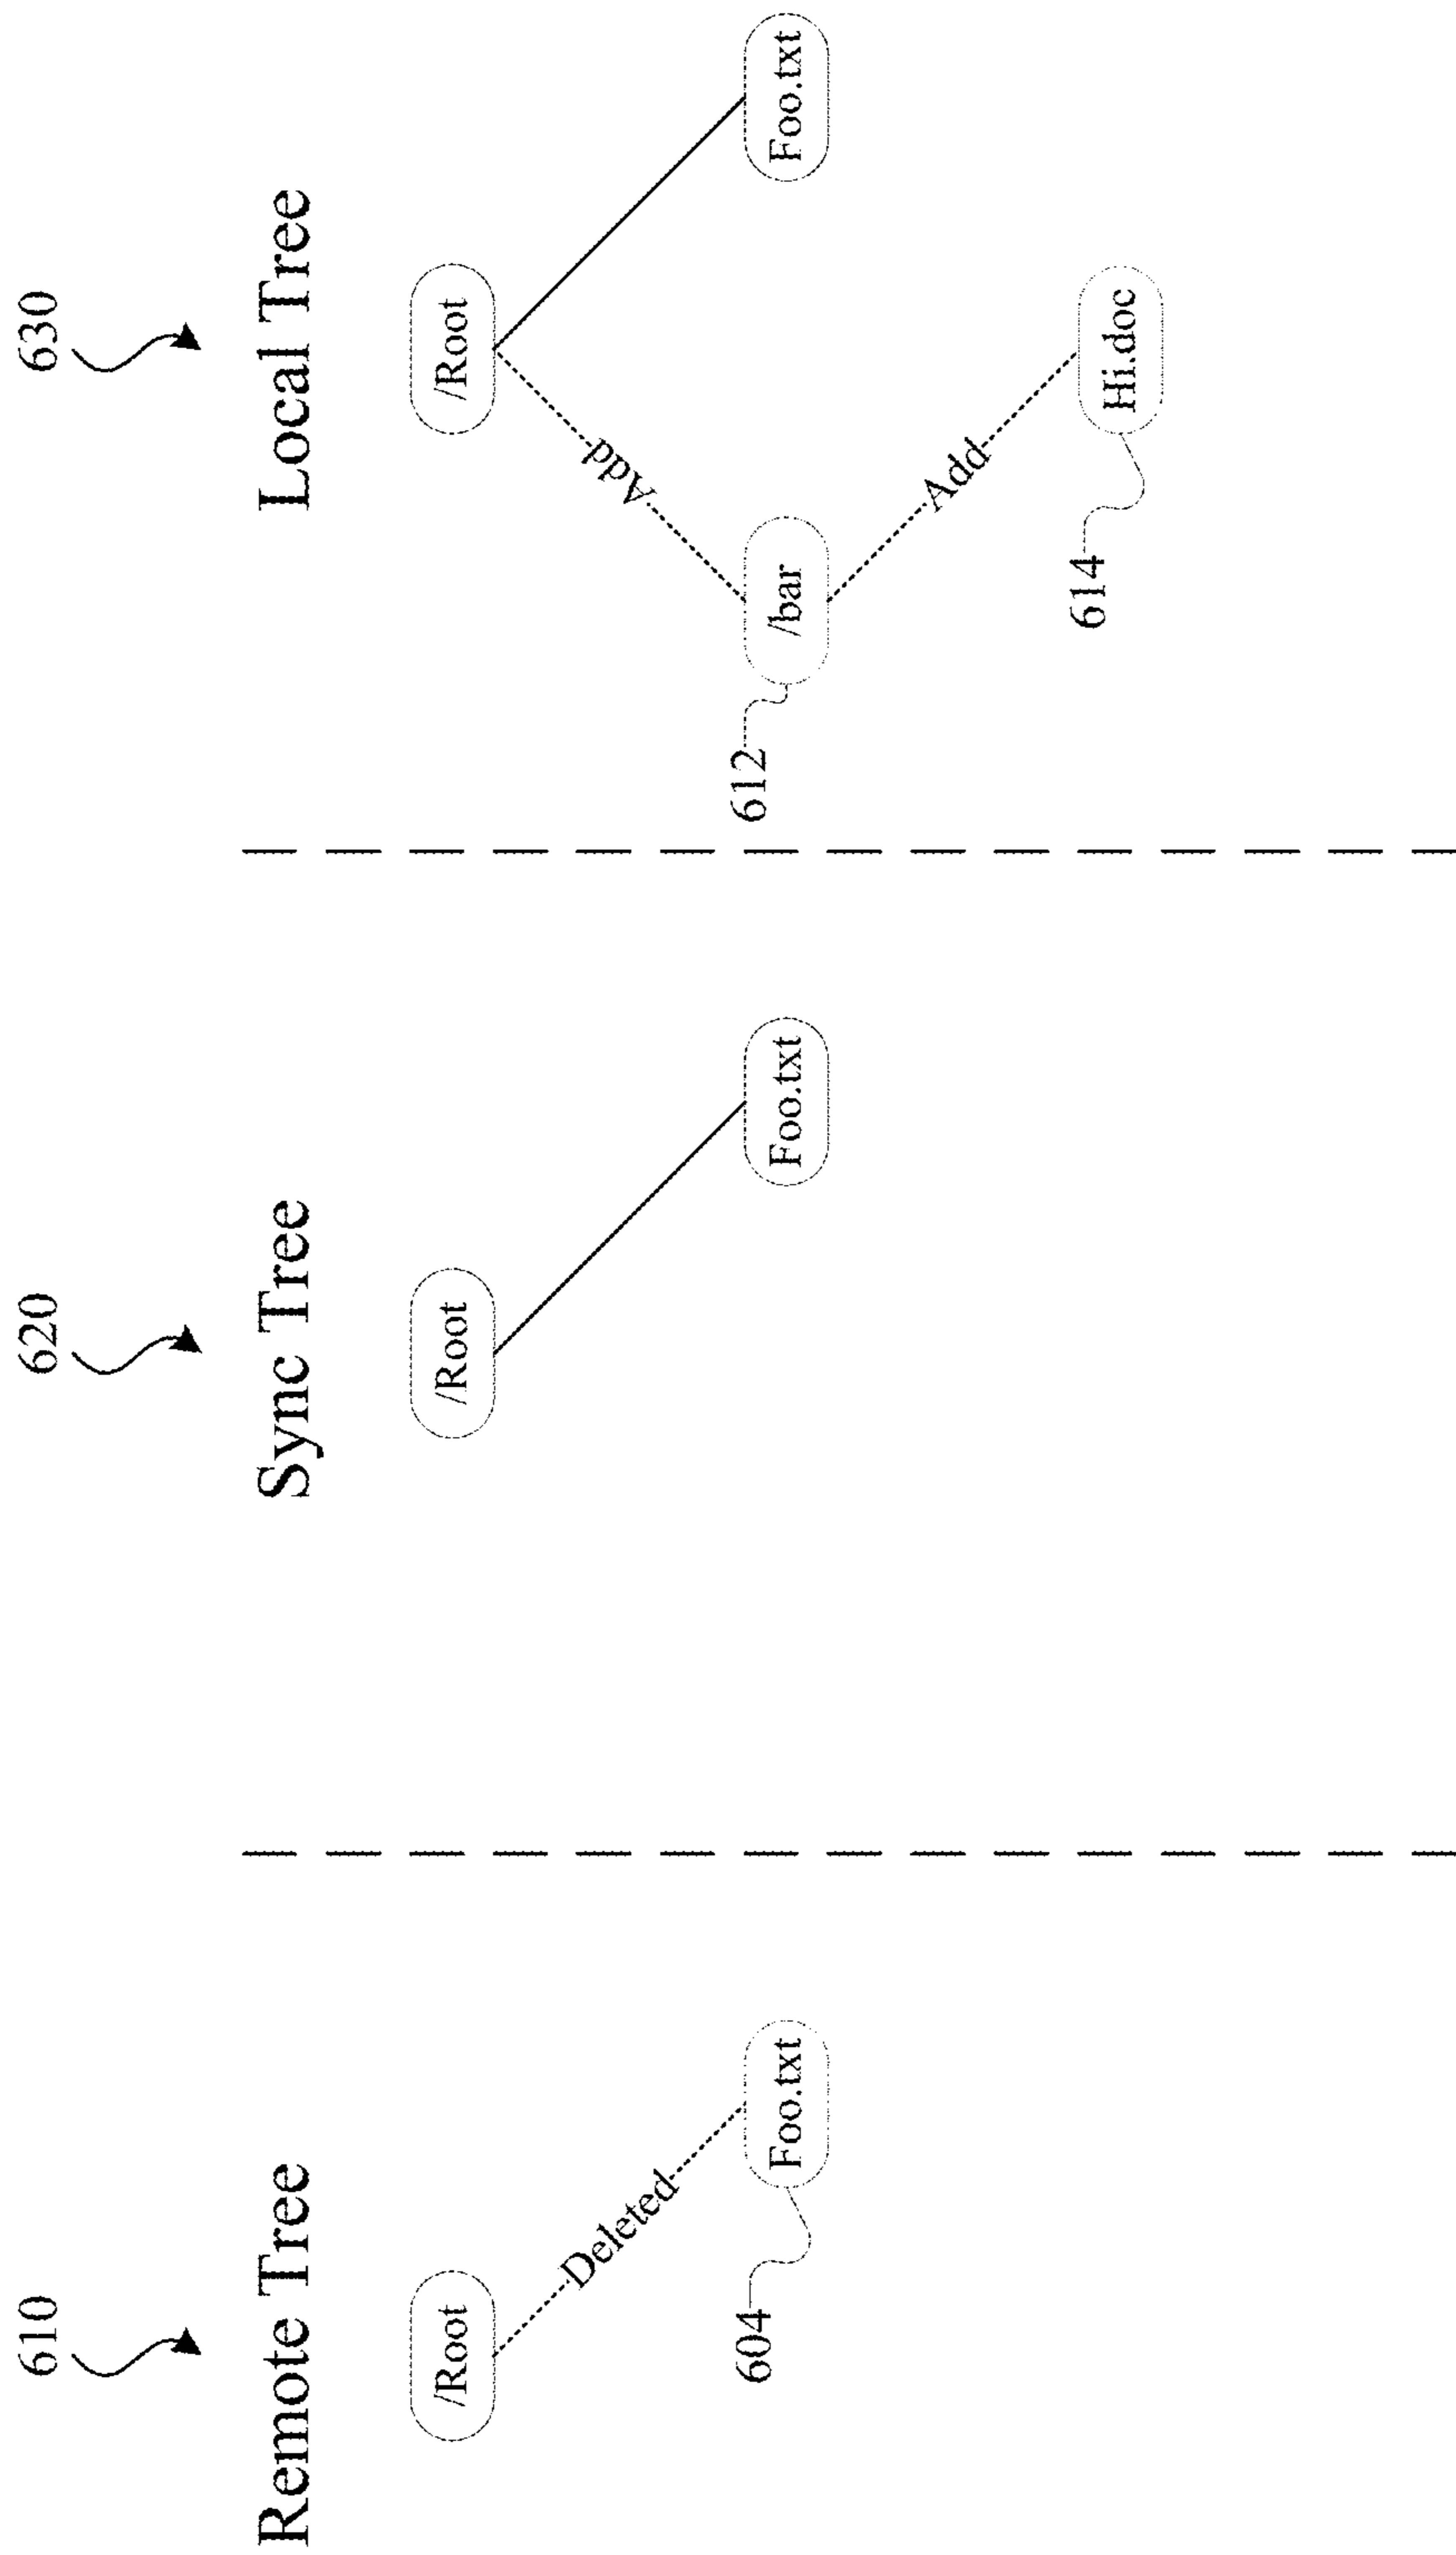 610
620
630
Remote Tree
Sync Tree
Local Tree
/Root
/Root
/Root
Deleted
Add
604
Foo.txt
Foo.txt
612
/bar
Foo.txt
Add
614
Hi.doc